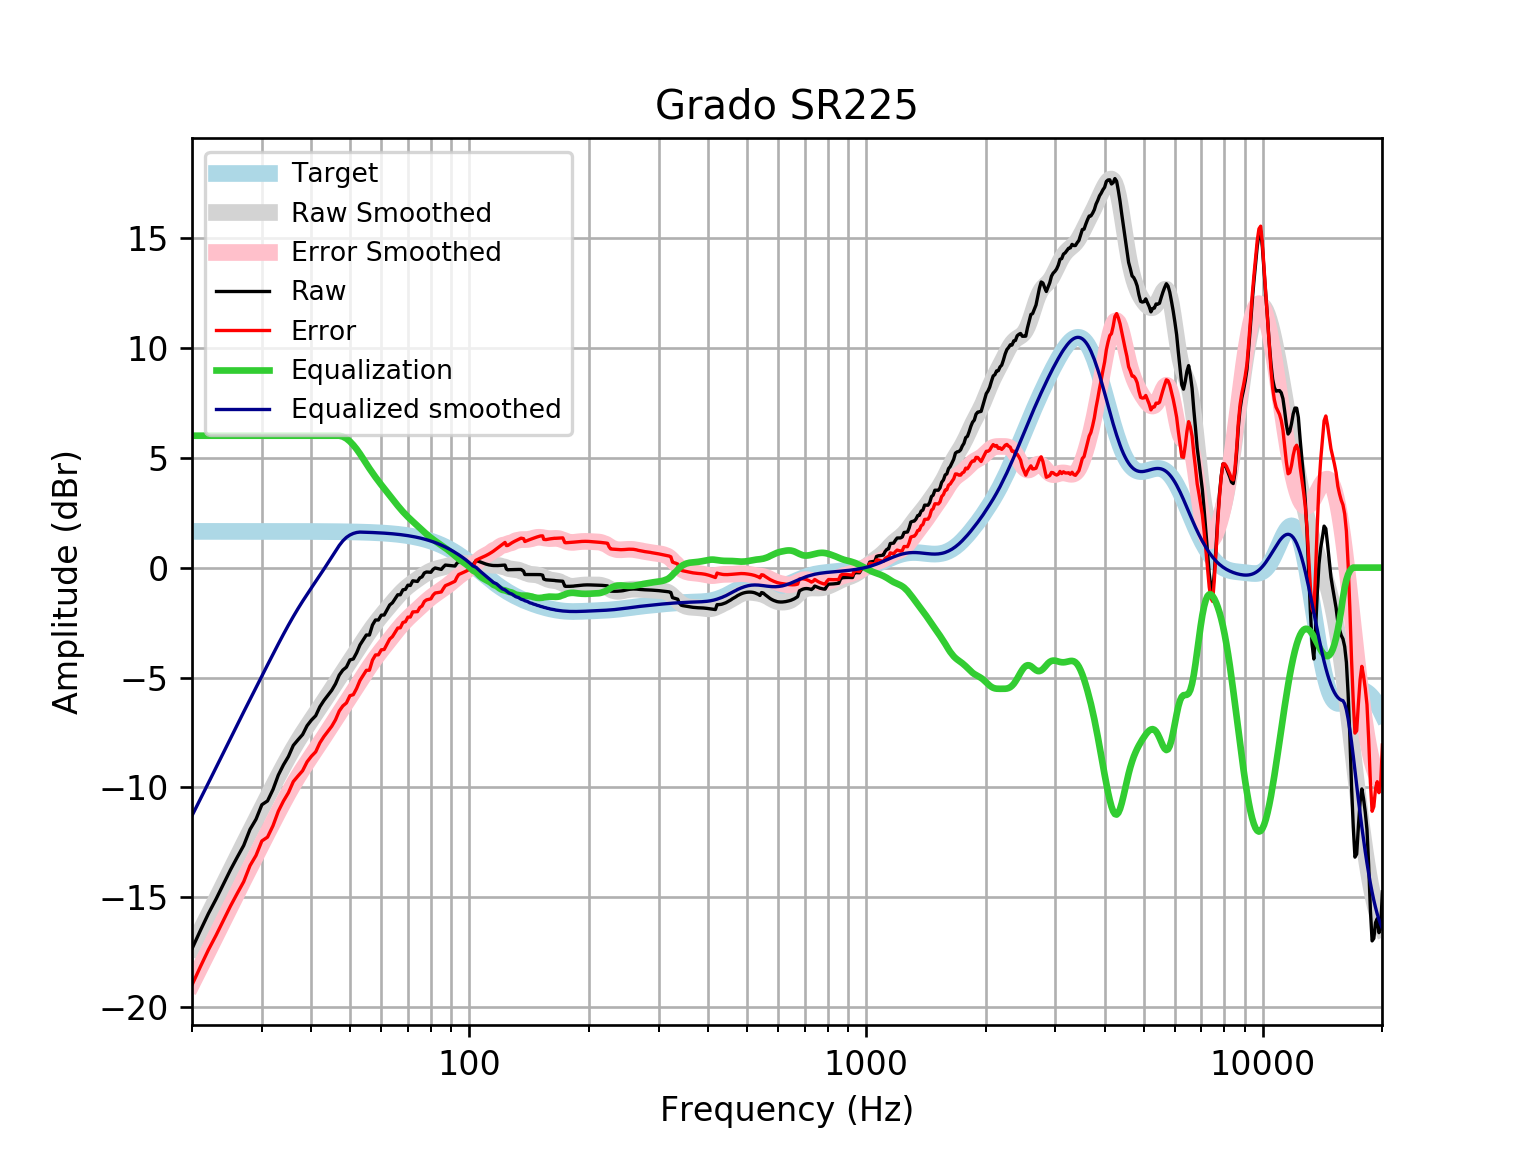 Grado SR225
Target
Raw Smoothed
Error Smoothed
Raw
Error
Equalization
Equalized smoothed
Amplitude (dBr)
15
10
5
0
−5
−10
−15
−20
100 1000 10000
Frequency (Hz)